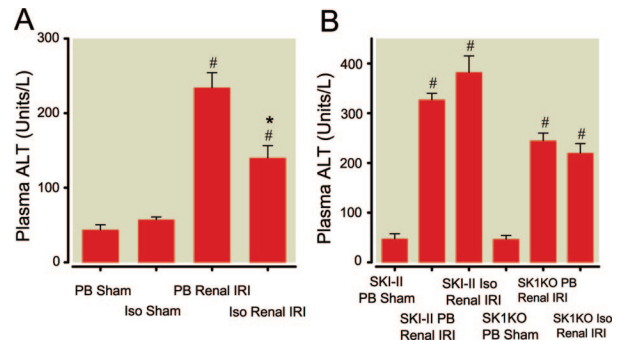 A
Plasma ALT (Units/L)
300
200
100
0
#
*
#
PB Sham
Iso Sham
PB Renal IRI
Iso Renal IRI
B
Plasma ALT (Units/L)
400
300
200
100
0
#
#
#
#
SKI-II
PB Sham
SKI-II PB
Renal IRI
SKI-II Iso
Renal IRI
SK1KO
PB Sham
SK1KO PB
Renal IRI
SK1KO Iso
Renal IRI